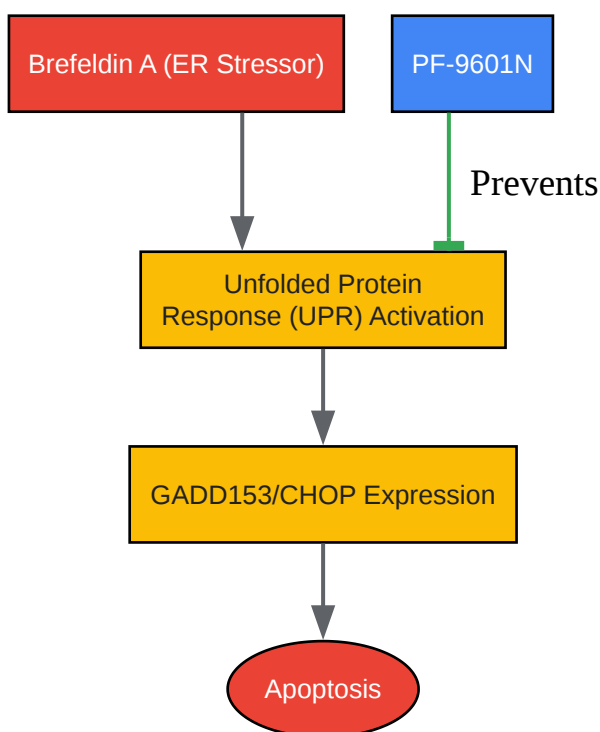 Brefeldin A (ER Stressor)
PF-9601N
Prevents
Unfolded Protein
Response (UPR) Activation
GADD153/CHOP Expression
Apoptosis